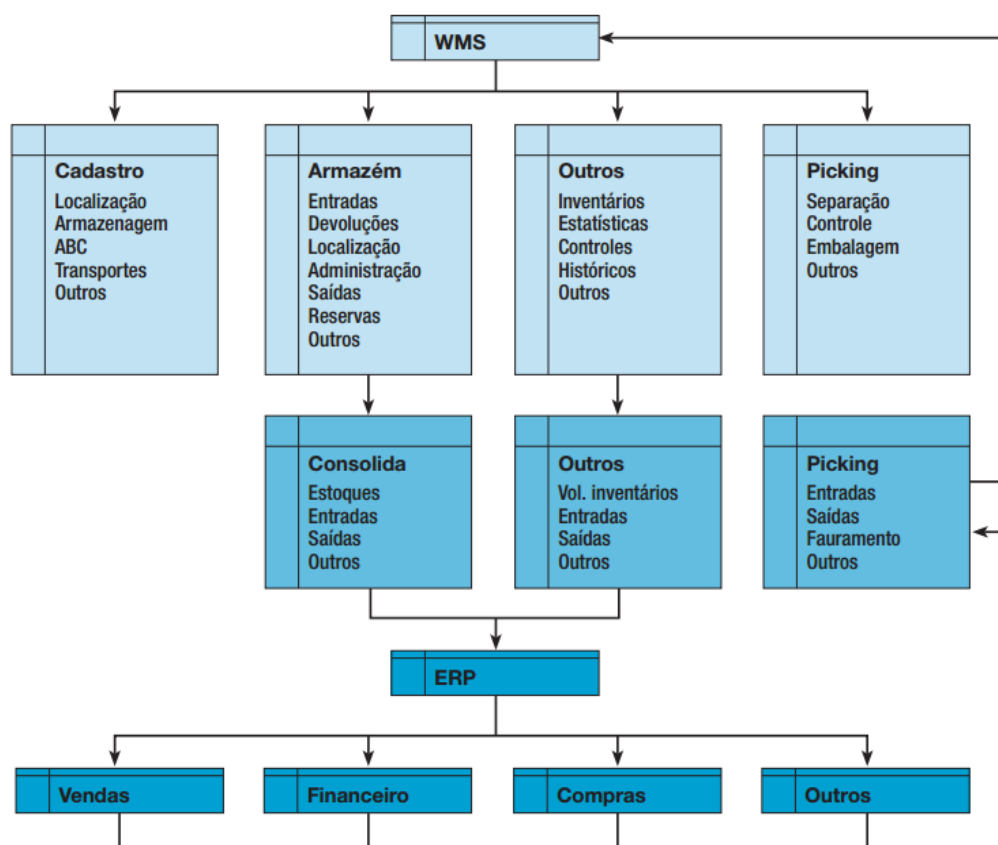 WMS
Cadastro
Localização
Armazenagem
ABC
Transportes
Outros
Armazém
Entradas
Devoluções
Localização
Administração
Saídas
Reservas
Outros
Outros
Inventários
Estatísticas
Controles
Históricos
Outros
Picking
Separação
Controle
Embalagem
Outros
Consolida
Estoques
Entradas
Saídas
Outros
Outros
Vol. inventários
Entradas
Saídas
Outros
Picking
Entradas
Saídas
Fauramento
Outros
ERP
Vendas
Financeiro
Compras
Outros